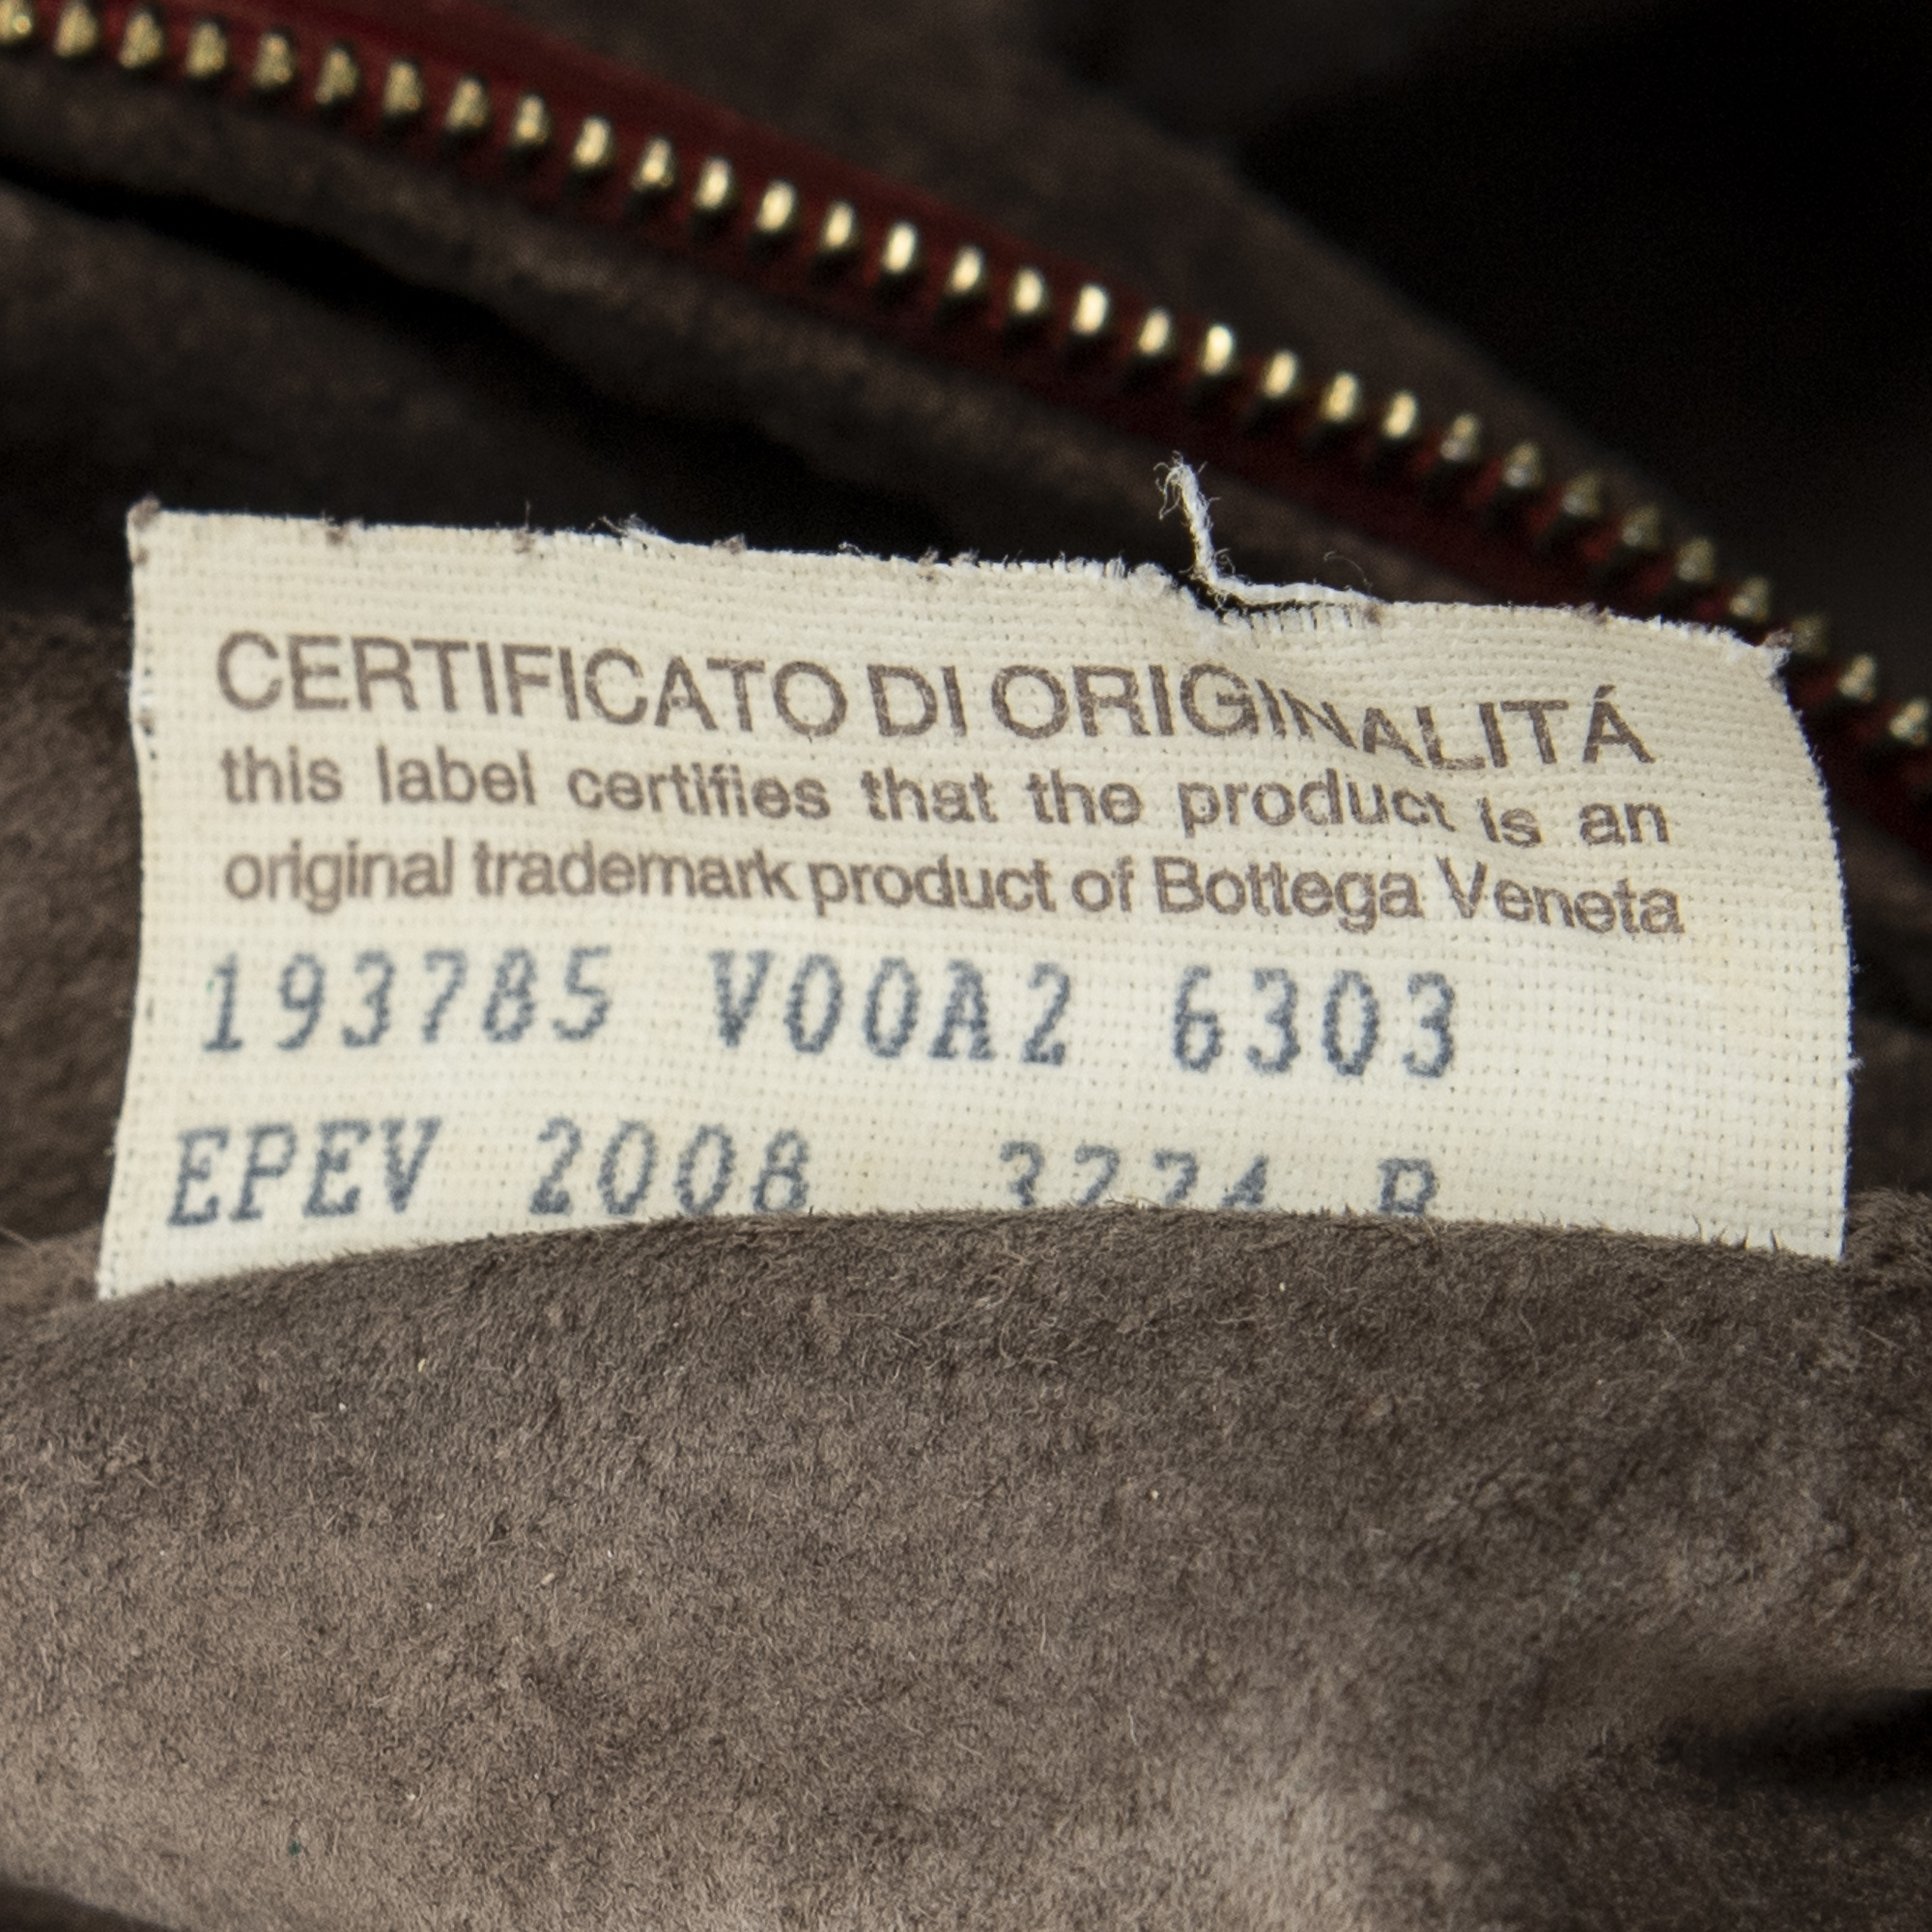 CERTIFICATO DI ORIGINALITÁ
this label certifies that the product is an
original trademark product of Bottega Veneta
193785 V00A2 6303
EPEV 2008